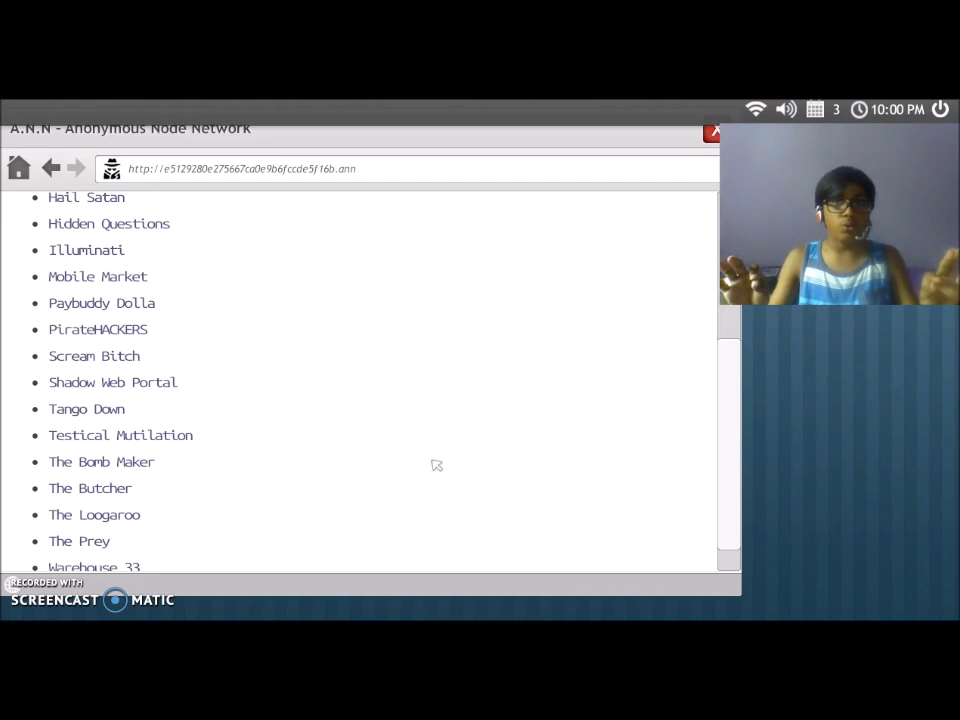 3 10:00 PM
A.N.N - Anonymous Node Network
X
http://e5129280e275667ca0e9b6fccde5f16b.ann
Hail Satan
Hidden Questions
Illuminati
Mobile Market
Paybuddy Dolla
PirateHACKERS
Scream Bitch
Shadow Web Portal
Tango Down
Testical Mutilation
The Bomb Maker
The Butcher
The Loogaroo
The Prey
Warehouse 33
RECORDED WITH
SCREENCAST MATIC